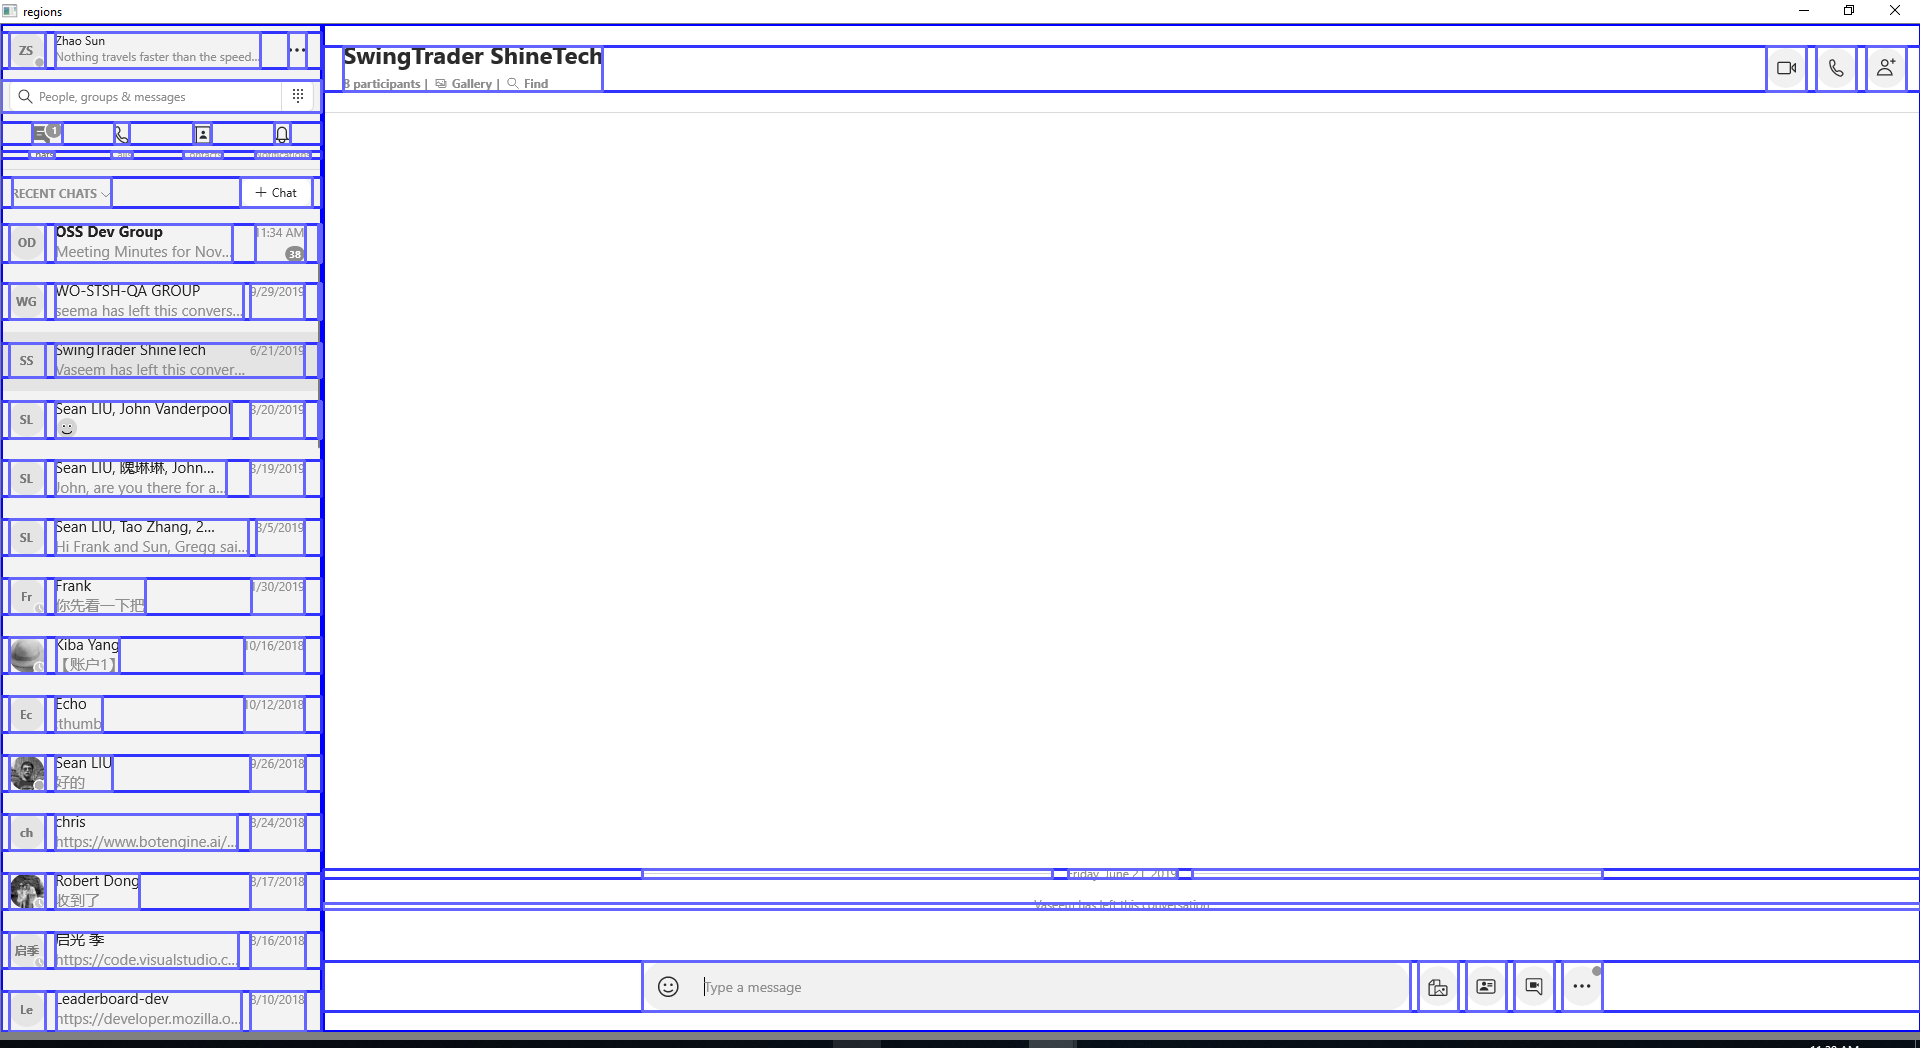 regions
ZS
Zhao Sun
Nothing travels faster than the speed...
People, groups & messages
1
Chats
Calls
Contacts
Notifications
RECENT CHATS
+ Chat
OD
OSS Dev Group
11:34 AM
Meeting Minutes for Nov...
38
WG
WO-STSH-QA GROUP
9/29/2019
seema has left this convers...
SS
SwingTrader ShineTech
6/21/2019
Vaseem has left this conver...
SL
Sean LIU, John Vanderpool
3/20/2019
SL
Sean LIU, 隗琳琳, John...
3/19/2019
John, are you there for a...
SL
Sean LIU, Tao Zhang, 2...
3/5/2019
Hi Frank and Sun, Gregg sai...
Fr
Frank
1/30/2019
你先看一下把
Kiba Yang
10/16/2018
【账户1】
Ec
Echo
10/12/2018
:thumb
Sean LIU
9/26/2018
好的
ch
chris
8/24/2018
https://www.botengine.ai/...
Robert Dong
8/17/2018
收到了
启季
启光 季
8/16/2018
https://code.visualstudio.c...
Le
Leaderboard-dev
8/10/2018
https://developer.mozilla.o...
SwingTrader ShineTech
participants | Gallery | Find
Friday, June 21, 2019
Vaseem has left this conversation
Type a message